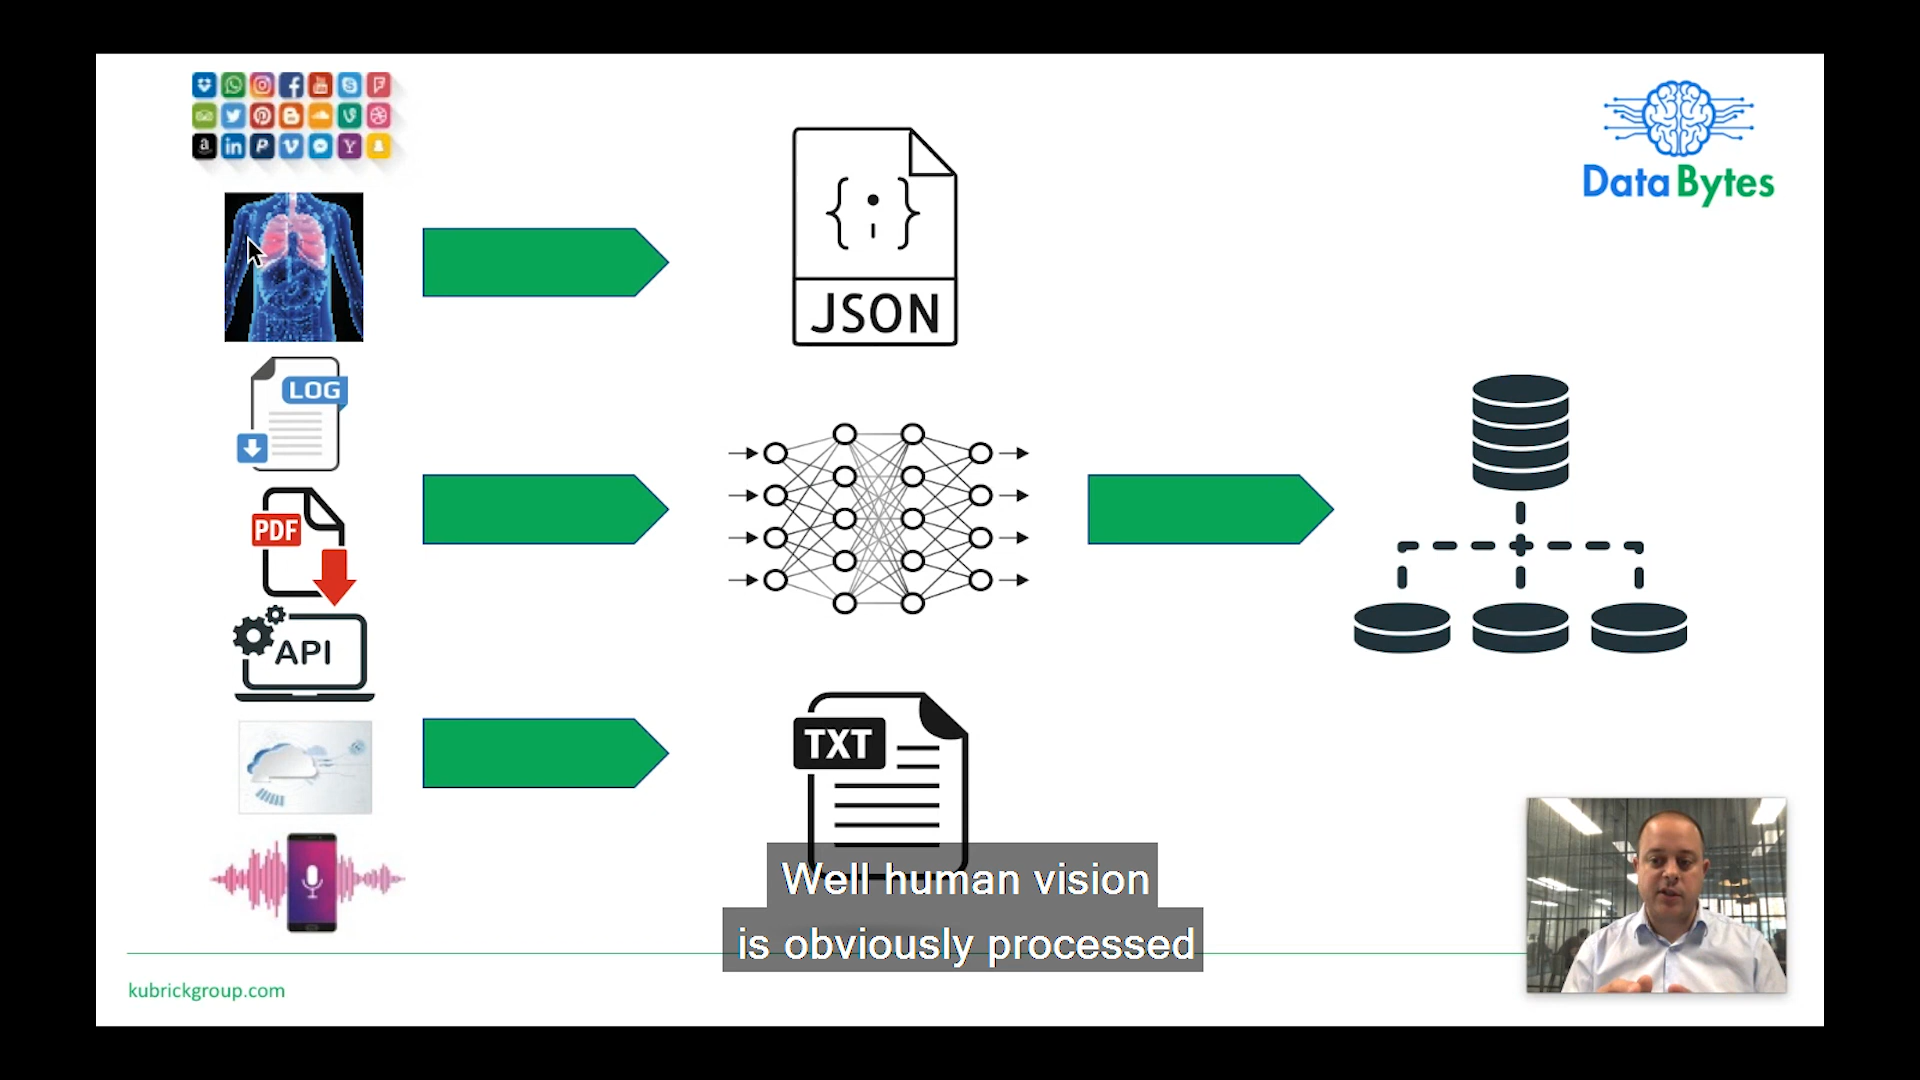 Data Bytes
JSON
LOG
PDF
API
TXT
Well human vision
is obviously processed
kubrickgroup.com